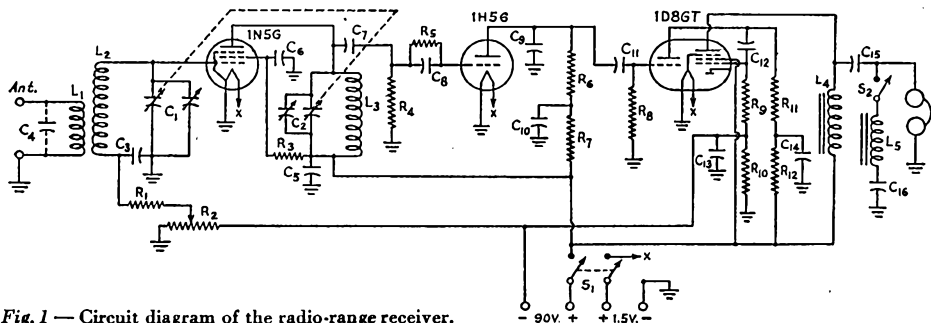 1N5G
1H5G
1D8GT
L2
C7
R5
C6
C9
C8
C11
C12
C15
Ant.
L1
C4
C1
C2
L3
R4
R6
R8
R9
R11
L4
S2
L5
C3
R3
C5
C10
R7
C13
R10
C14
R12
C16
R1
R2
X
X
X
X
S1
- 90V. + + 1.5V. -
Fig. 1 — Circuit diagram of the radio-range receiver.